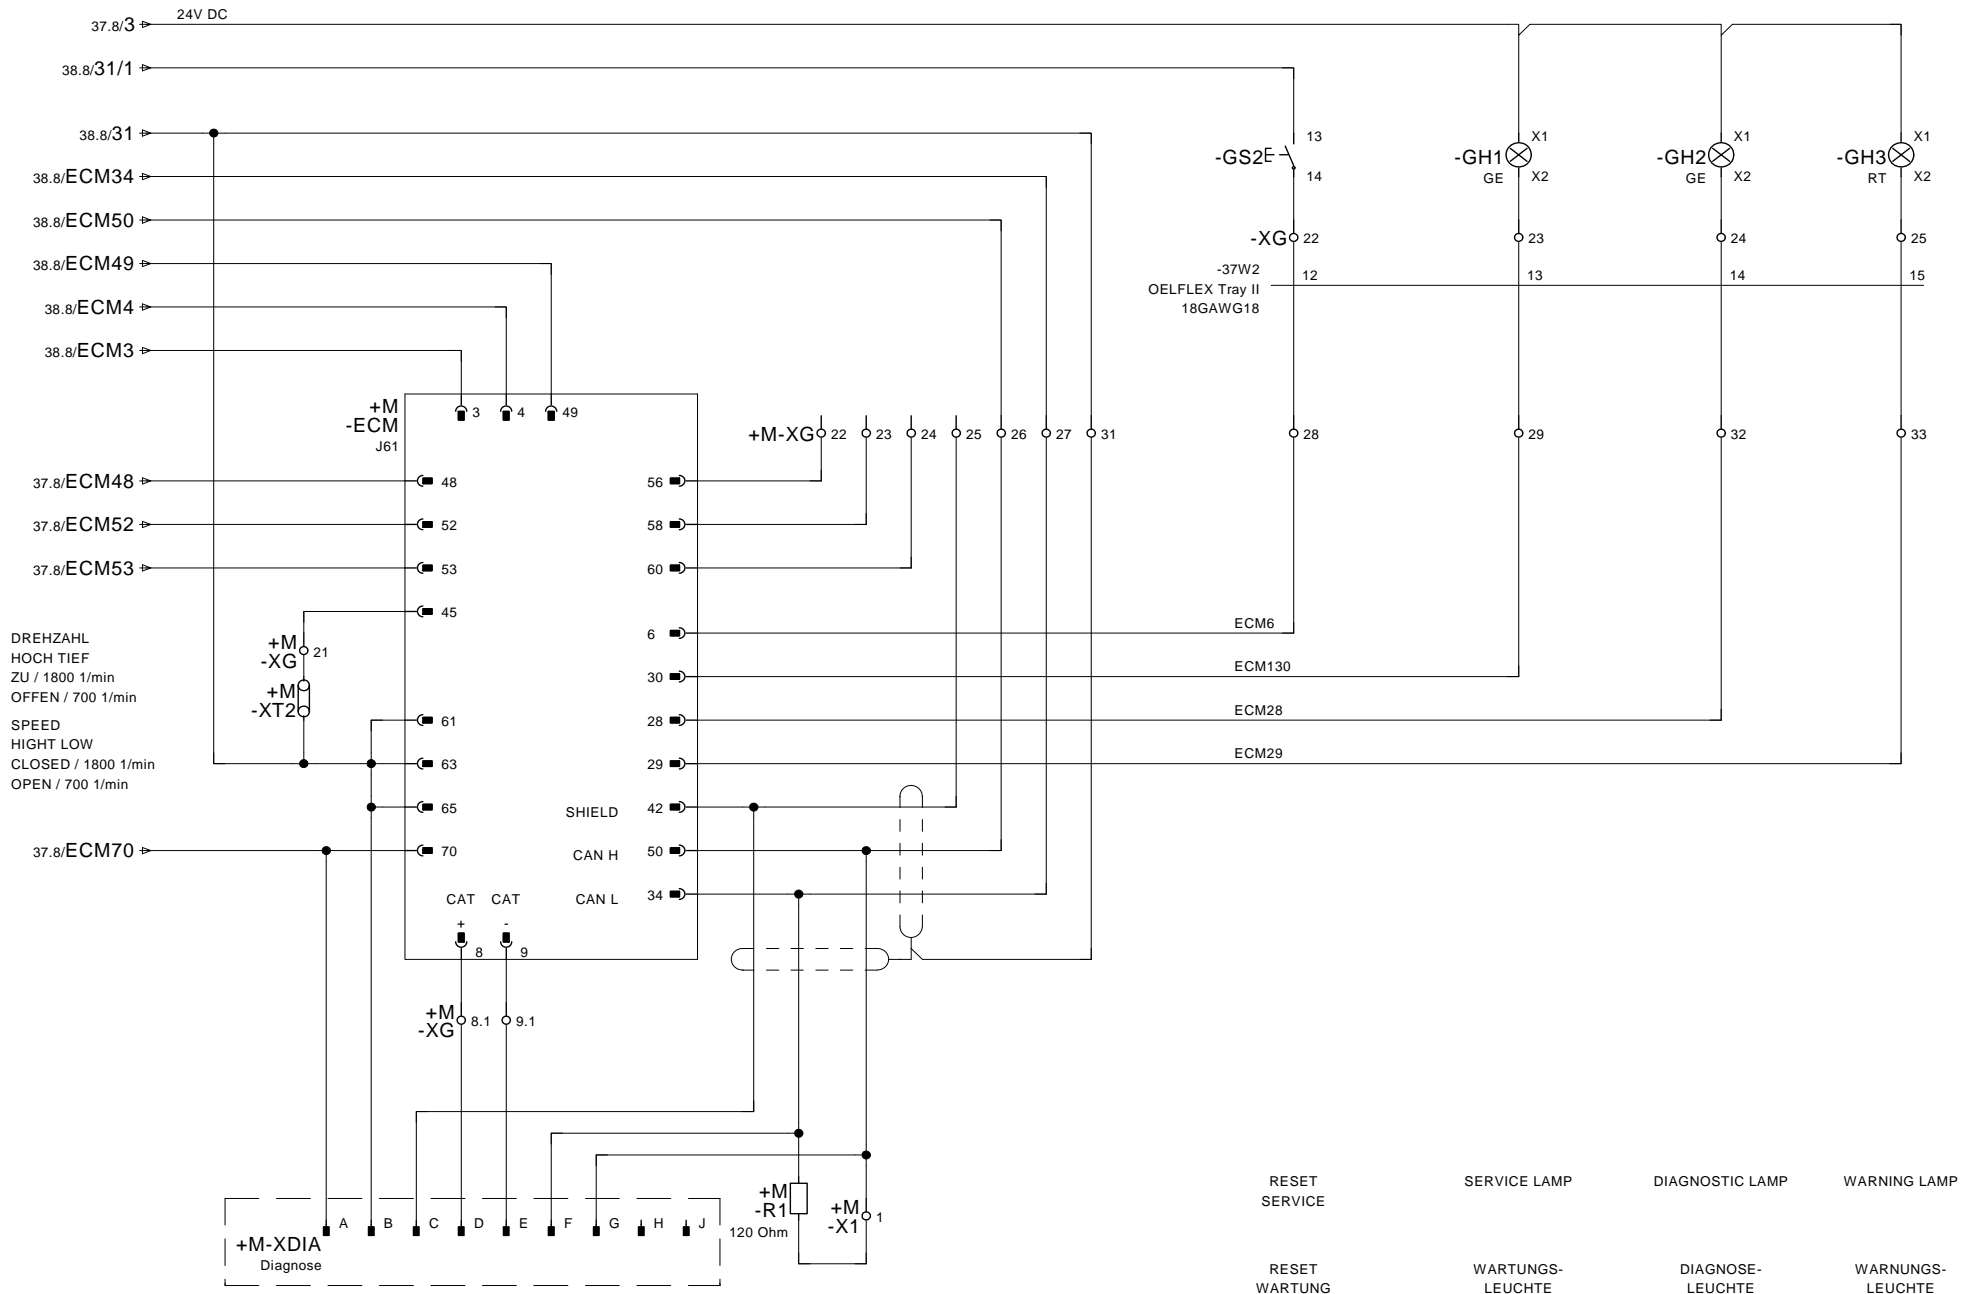 37.8/3
24V DC
38.8/31/1
38.8/31
38.8/ECM34
38.8/ECM50
38.8/ECM49
38.8/ECM4
38.8/ECM3
13
-GS2
14
X1
-GH1
GE X2
X1
-GH2
GE X2
X1
-GH3
RT X2
-XG 22
23
24
25
-37W2
OELFLEX Tray II
18GAWG18
12
13
14
15
+M
-ECM
J61
3 4 49
+M-XG 22 23 24 25 26 27 31
28
29
32
33
37.8/ECM48
48
37.8/ECM52
52
37.8/ECM53
53
45
56
58
60
6
ECM6
30
ECM130
28
ECM28
29
ECM29
DREHZAHL
HOCH TIEF
ZU / 1800 1/min
OFFEN / 700 1/min
SPEED
HIGHT LOW
CLOSED / 1800 1/min
OPEN / 700 1/min
+M
-XG
21
+M
-XT2
61
63
65
37.8/ECM70
70
SHIELD 42
CAN H 50
CAN L 34
CAT CAT
+ -
8 9
+M
-XG
8.1 9.1
+M-XDIA
Diagnose
A B C D E F G H J
+M
-R1
120 Ohm
+M
-X1
1
RESET
SERVICE
SERVICE LAMP
DIAGNOSTIC LAMP
WARNING LAMP
RESET
WARTUNG
WARTUNGS-
LEUCHTE
DIAGNOSE-
LEUCHTE
WARNUNGS-
LEUCHTE